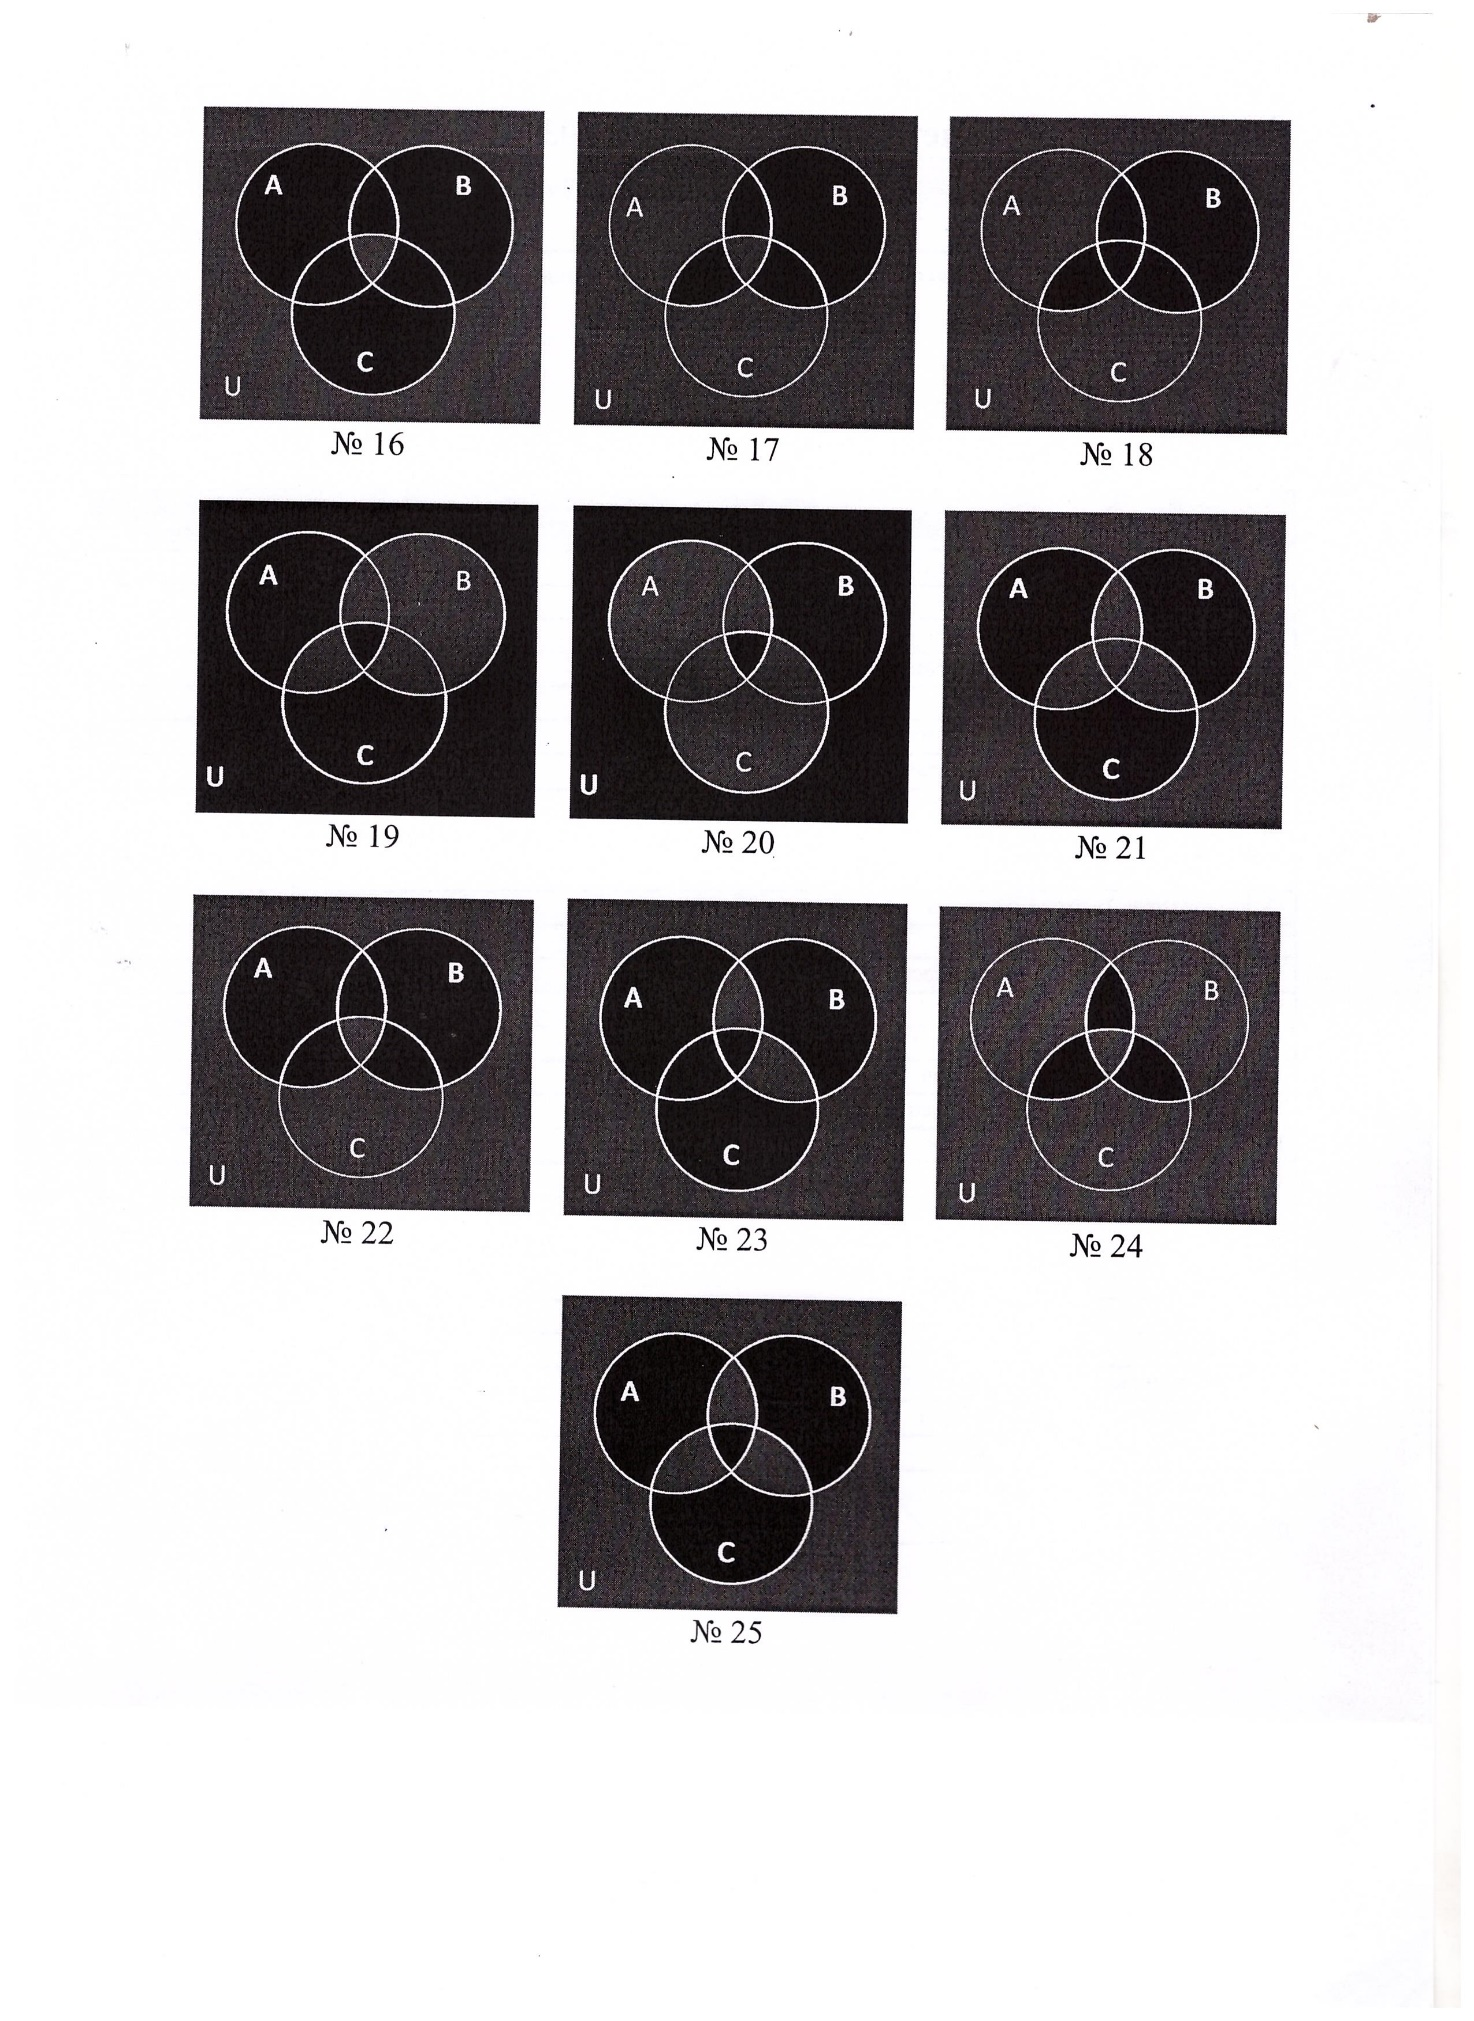 A B A B A B
C C C
U U U
№ 16 № 17 № 18
A B A B A B
C C C
U U U
№ 19 № 20 № 21
A B A B A B
C C C
U U U
№ 22 № 23 № 24
A B
C
U
№ 25